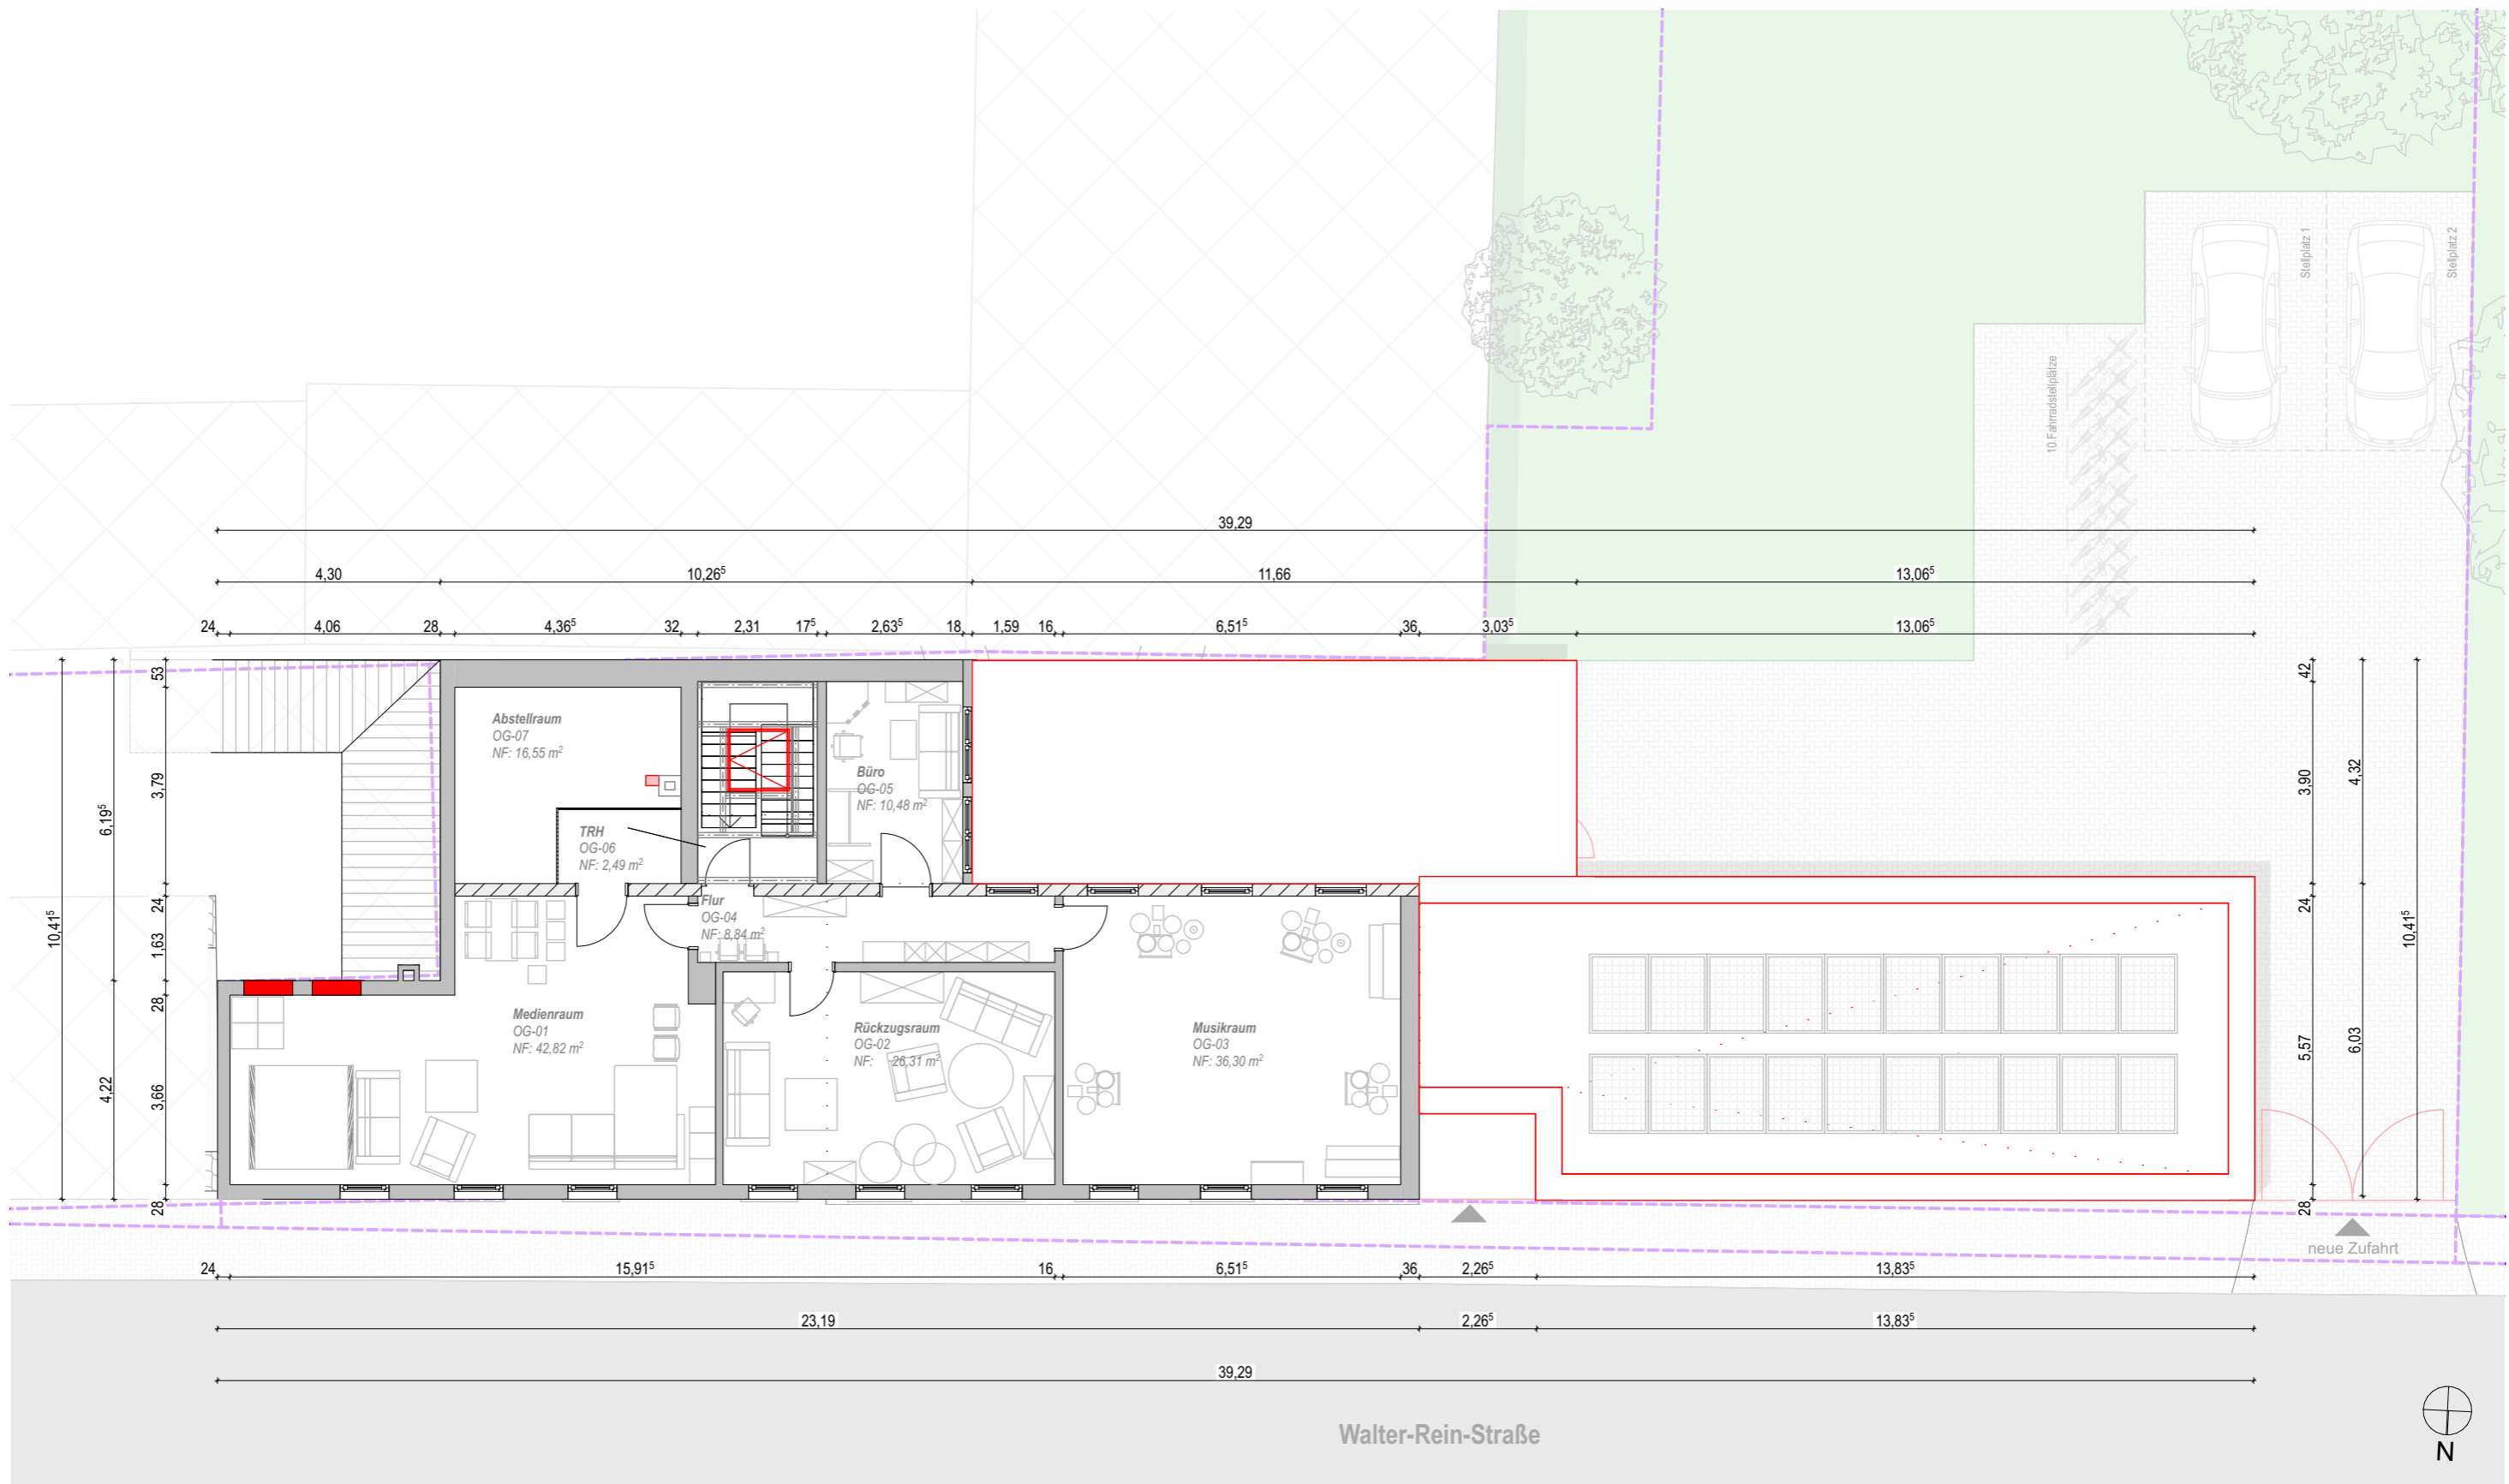 Stellplatz 1
Stellplatz 2
10 Fahrradstellplätze
39,29
4,30
10,26⁵
11,66
13,06⁵
24
4,06
28
4,36⁵
32
2,31
17⁵
2,63⁵
18
1,59
16
6,51⁵
36
3,03⁵
13,06⁵
10,41⁵
6,19⁵
4,22
53
3,79
24
1,63
28
3,66
28
Abstellraum
OG-07
NF: 16,55 m²
TRH
OG-06
NF: 2,49 m²
Büro
OG-05
NF: 10,48 m²
Flur
OG-04
NF: 8,84 m²
Medienraum
OG-01
NF: 42,82 m²
Rückzugsraum
OG-02
NF: 26,31 m²
Musikraum
OG-03
NF: 36,30 m²
42
3,90
24
5,57
28
4,32
6,03
10,41⁵
neue Zufahrt
24
15,91⁵
16
6,51⁵
36
2,26⁵
13,83⁵
23,19
2,26⁵
13,83⁵
39,29
Walter-Rein-Straße
N